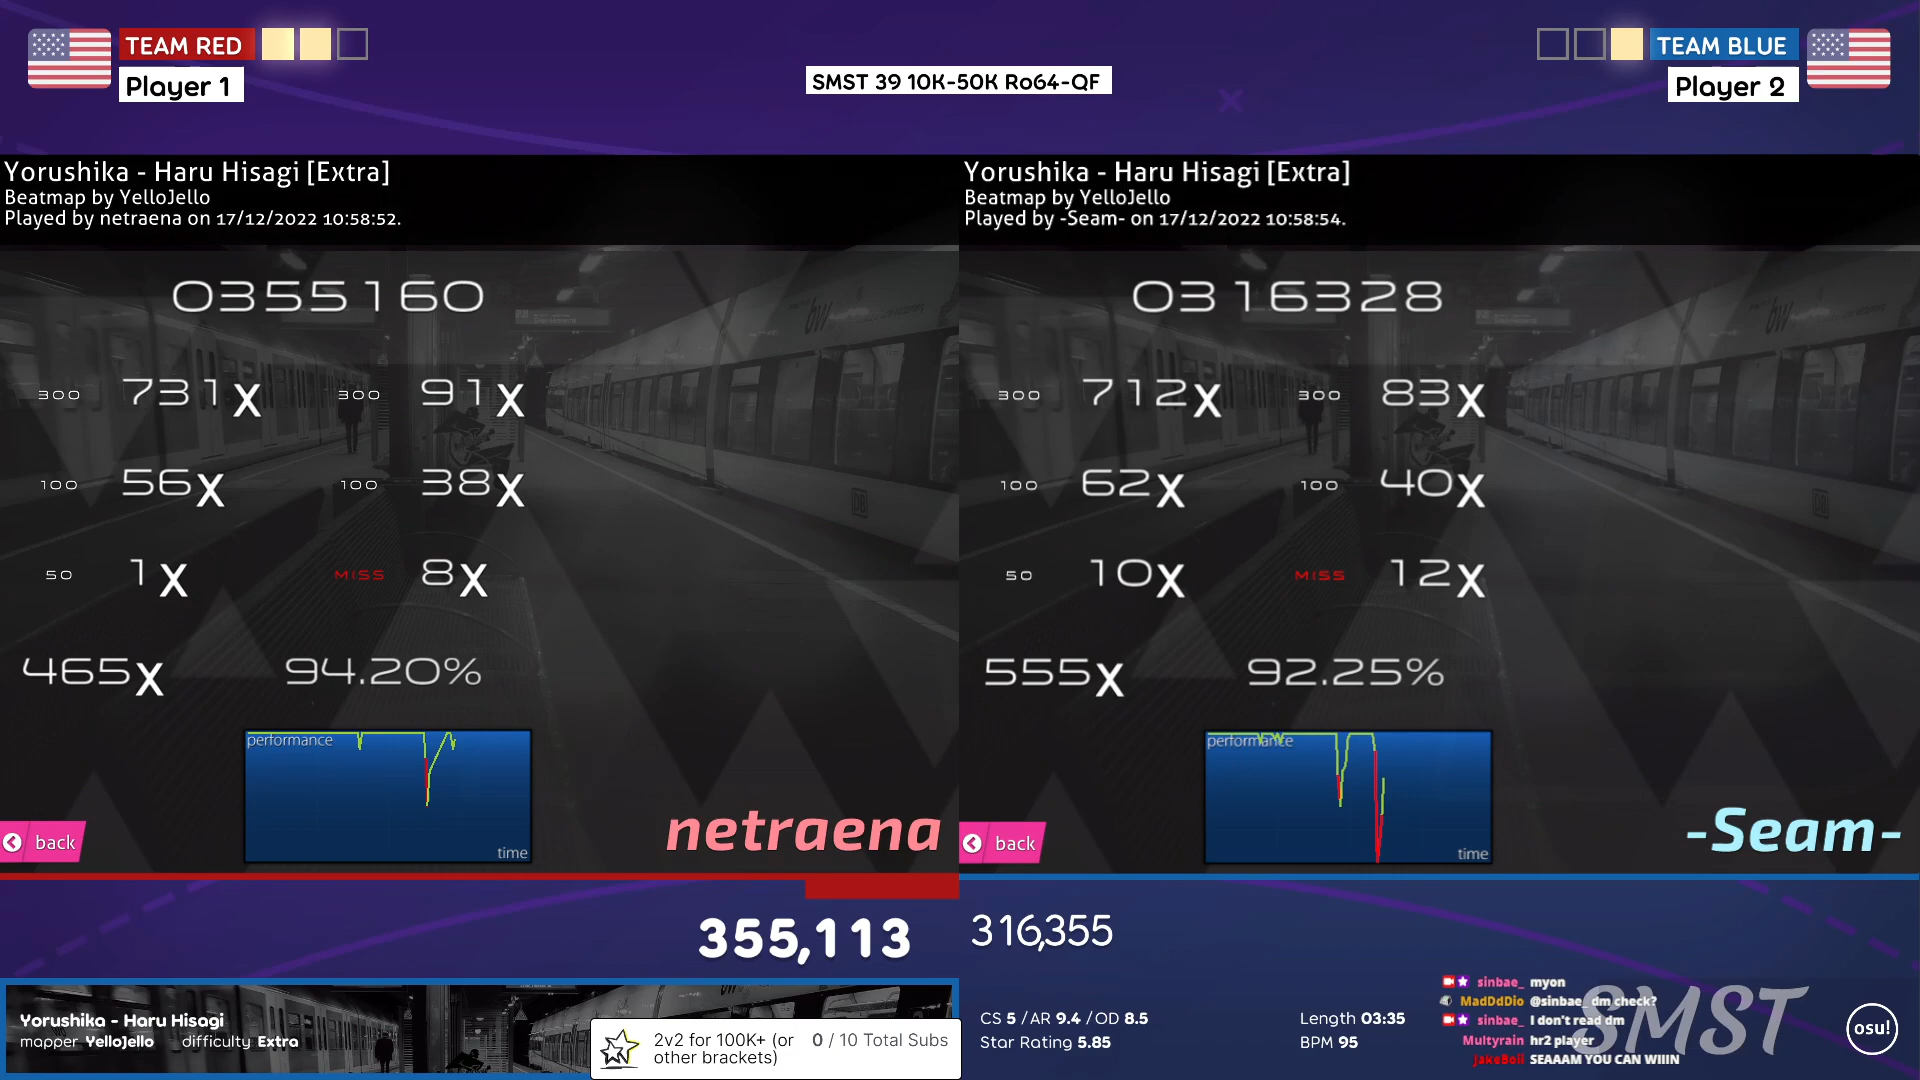 TEAM RED
Player 1
SMST 39 10K-50K Ro64-QF
TEAM BLUE
Player 2
Yorushika - Haru Hisagi [Extra]
Beatmap by YelloJello
Played by netraena on 17/12/2022 10:58:52.
0355160
300 731x 300 91x
100 56x 100 38x
50 1x MISS 8x
465x 94.20%
performance
time
back
netraena
Yorushika - Haru Hisagi [Extra]
Beatmap by YelloJello
Played by -Seam- on 17/12/2022 10:58:54.
0316328
300 712x 300 83x
100 62x 100 40x
50 10x MISS 12x
555x 92.25%
performance
time
back
-Seam-
355,113
316,355
Yorushika - Haru Hisagi
mapper YelloJello difficulty Extra
2v2 for 100K+ (or
other brackets)
0 / 10 Total Subs
CS 5 / AR 9.4 / OD 8.5
Star Rating 5.85
Length 03:35
BPM 95
sinbae_ myon
MadDdDio @sinbae_ dm check?
sinbae_ I don't read dm
Multyrain hr2 player
JakeBoii SEAAAM YOU CAN WIIIN
SMST
osu!